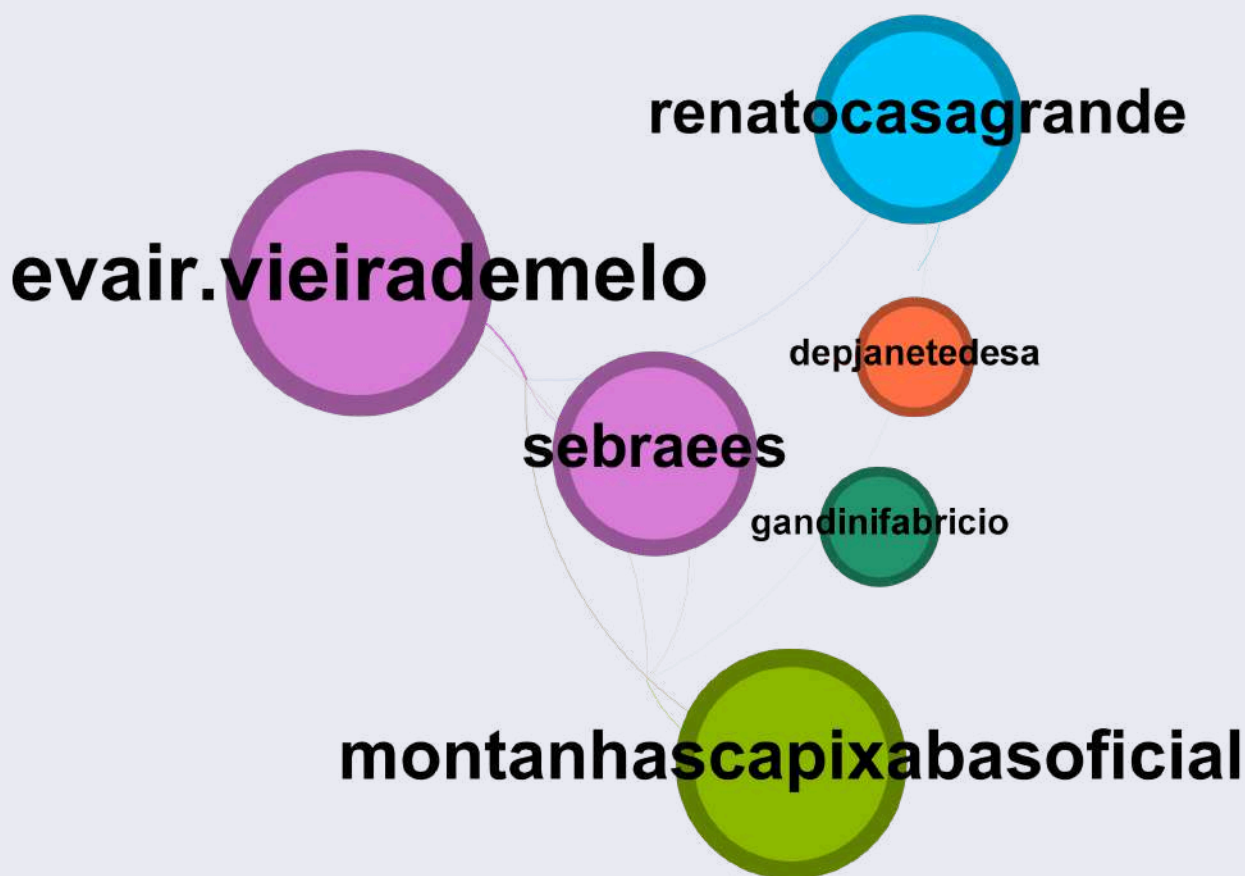 renatocasagrande
evair.vieirademelo
depjanetedesa
sebraees
gandinifabricio
montanhascapixabasoficial